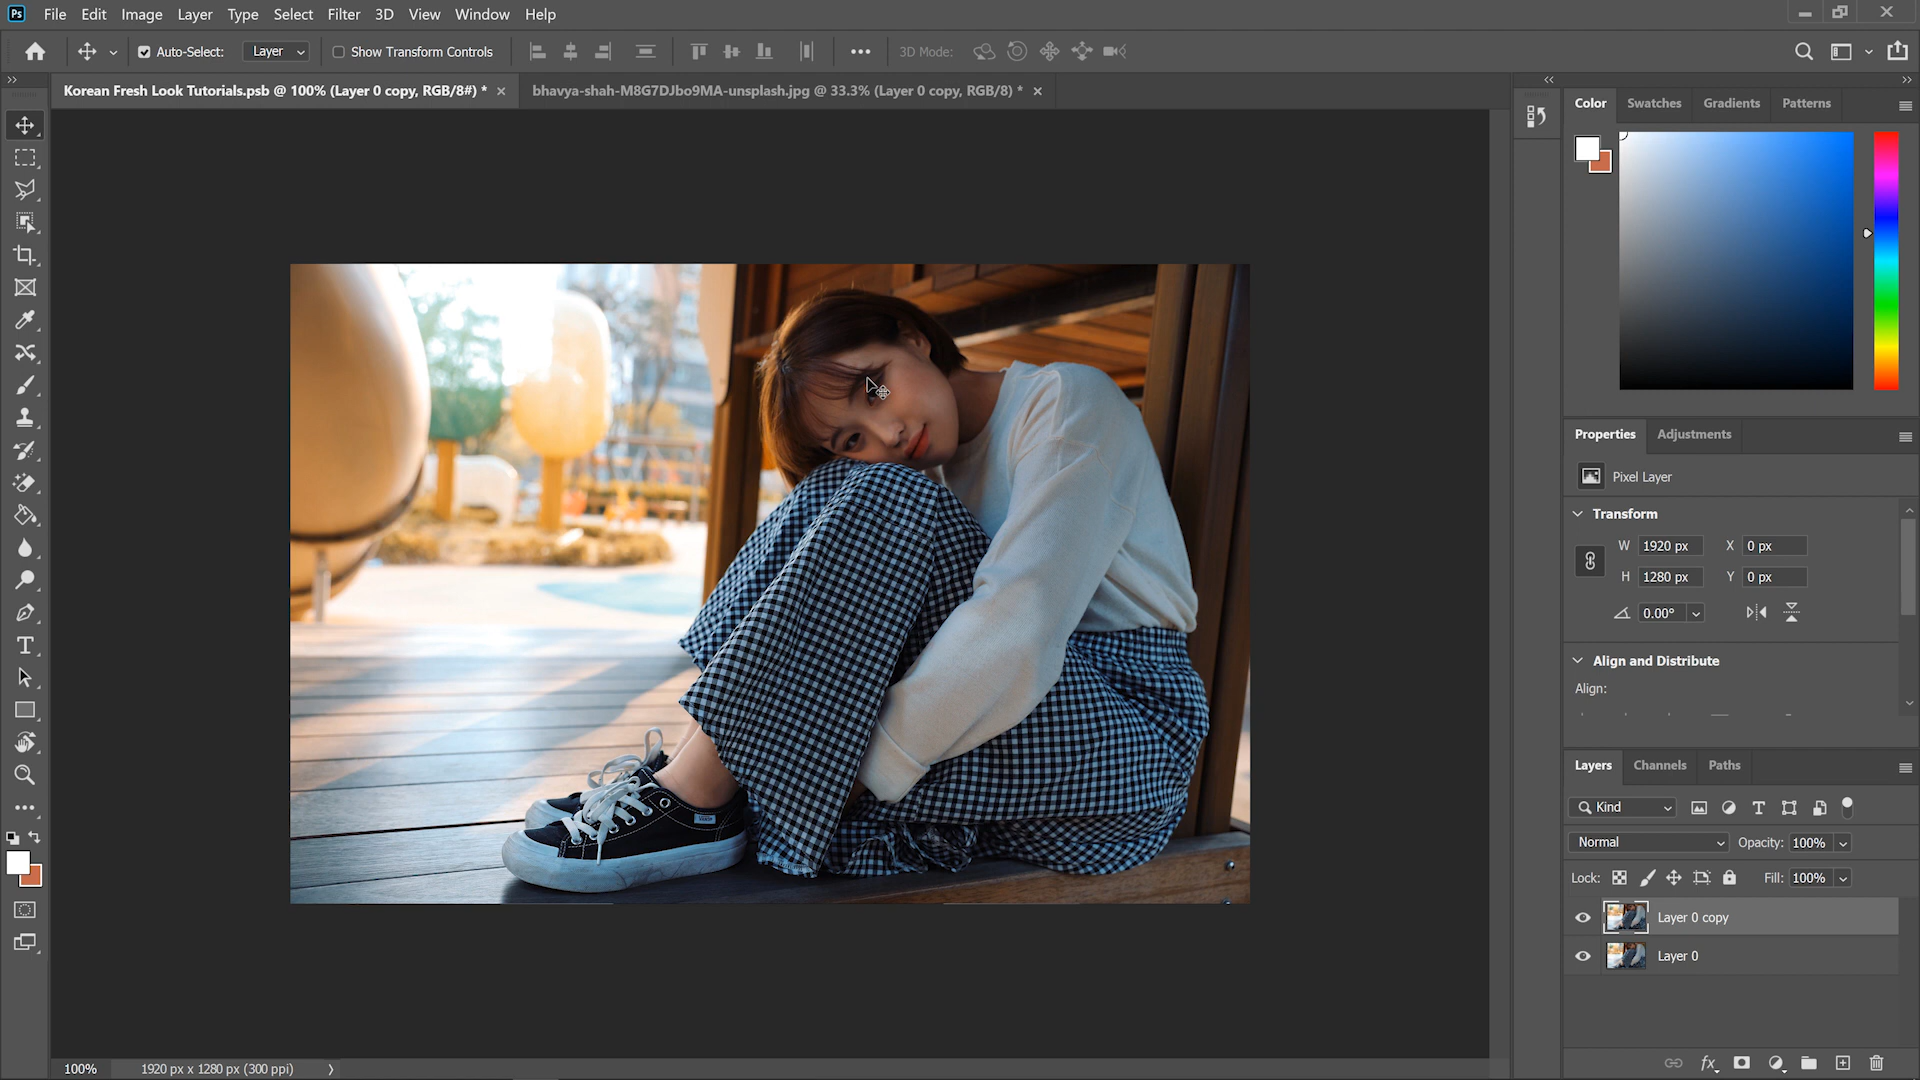 Ps File Edit Image Layer Type Select Filter 3D View Window Help
Auto-Select: Layer Show Transform Controls 3D Mode:
Korean Fresh Look Tutorials.psb @ 100% (Layer 0 copy, RGB/8#) * bhavya-shah-M8G7DJbo9MA-unsplash.jpg @ 33.3% (Layer 0 copy, RGB/8) *
Color Swatches Gradients Patterns
Properties Adjustments
Pixel Layer
Transform
W 1920 px X 0 px
H 1280 px Y 0 px
0.00°
Align and Distribute
Align:
Layers Channels Paths
Kind
Normal Opacity: 100%
Lock: Fill: 100%
Layer 0 copy
Layer 0
fx
100% 1920 px x 1280 px (300 ppi)